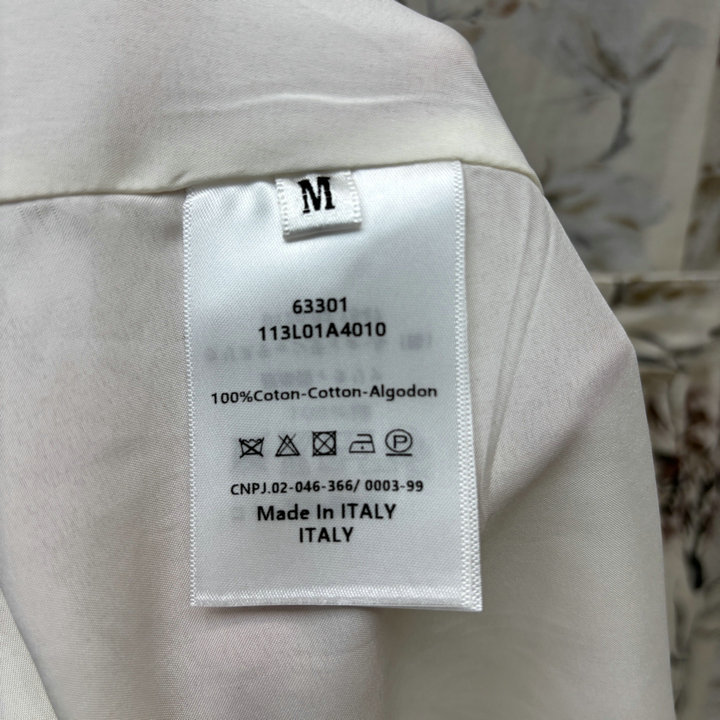 M
63301
113L01A4010
100%Coton-Cotton-Algodon
CNPJ.02-046-366/ 0003-99
Made In ITALY
ITALY